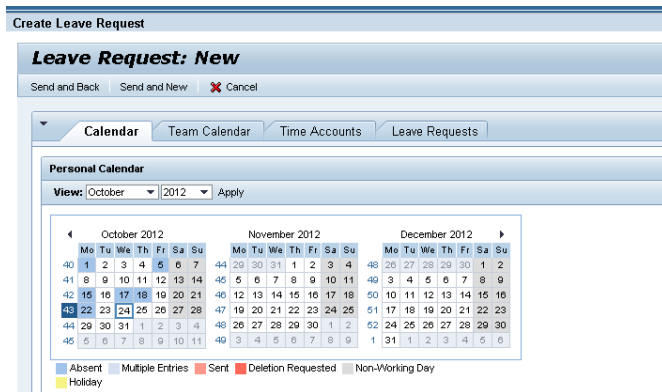 Create Leave Request
Leave Request: New
Send and Back Send and New Cancel
Calendar Team Calendar Time Accounts Leave Requests
Personal Calendar
View: October 2012 Apply
October 2012 November 2012 December 2012
Mo Tu We Th Fr Sa Su Mo Tu We Th Fr Sa Su Mo Tu We Th Fr Sa Su
40 1 2 3 4 5 6 7 44 29 30 31 1 2 3 4 48 26 27 28 29 30 1 2
41 8 9 10 11 12 13 14 45 5 6 7 8 9 10 11 49 3 4 5 6 7 8 9
42 15 16 17 18 19 20 21 46 12 13 14 15 16 17 18 50 10 11 12 13 14 15 16
43 22 23 24 25 26 27 28 47 19 20 21 22 23 24 25 51 17 18 19 20 21 22 23
44 29 30 31 1 2 3 4 48 26 27 28 29 30 1 2 52 24 25 26 27 28 29 30
45 5 6 7 8 9 10 11 49 3 4 5 6 7 8 9 1 31 1 2 3 4 5 6
Absent Multiple Entries Sent Deletion Requested Non-Working Day
Holiday